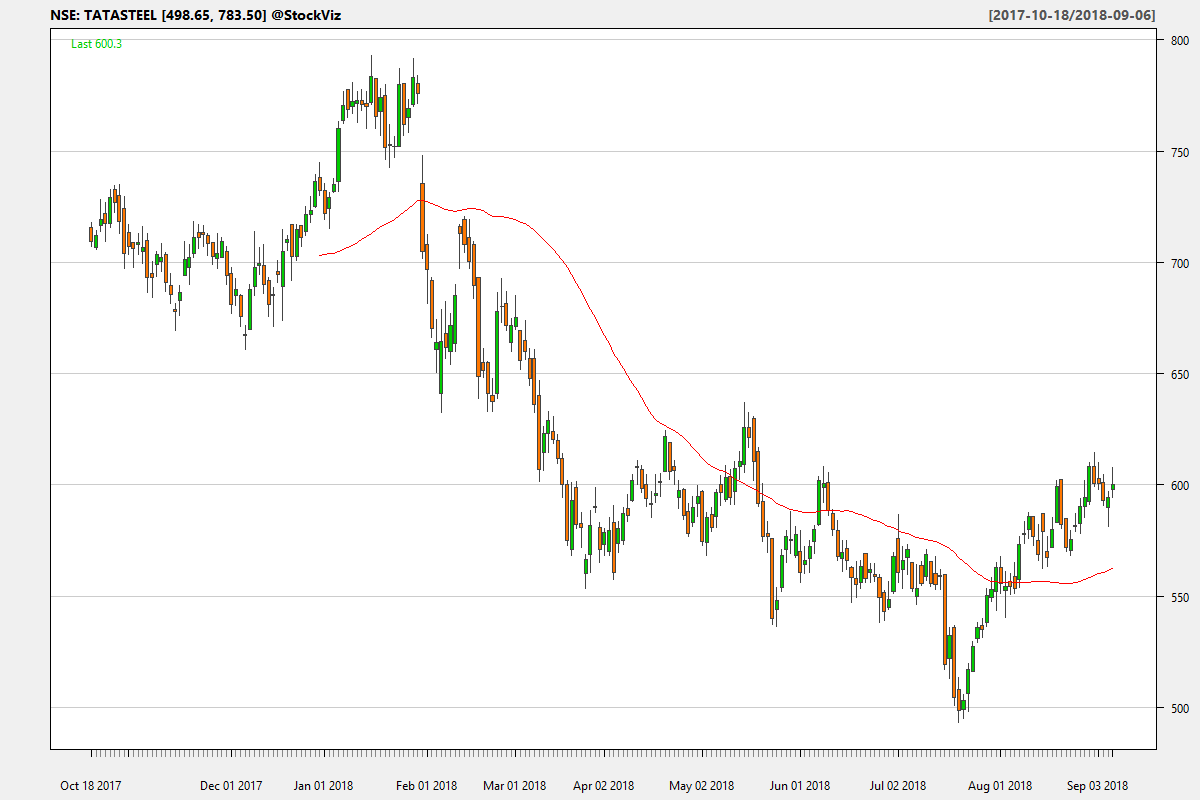 NSE: TATASTEEL [498.65, 783.50] @StockViz [2017-10-18/2018-09-06]
Last 600.3
800
750
700
650
600
550
500
Oct 18 2017 Dec 01 2017 Jan 01 2018 Feb 01 2018 Mar 01 2018 Apr 02 2018 May 02 2018 Jun 01 2018 Jul 02 2018 Aug 01 2018 Sep 03 2018